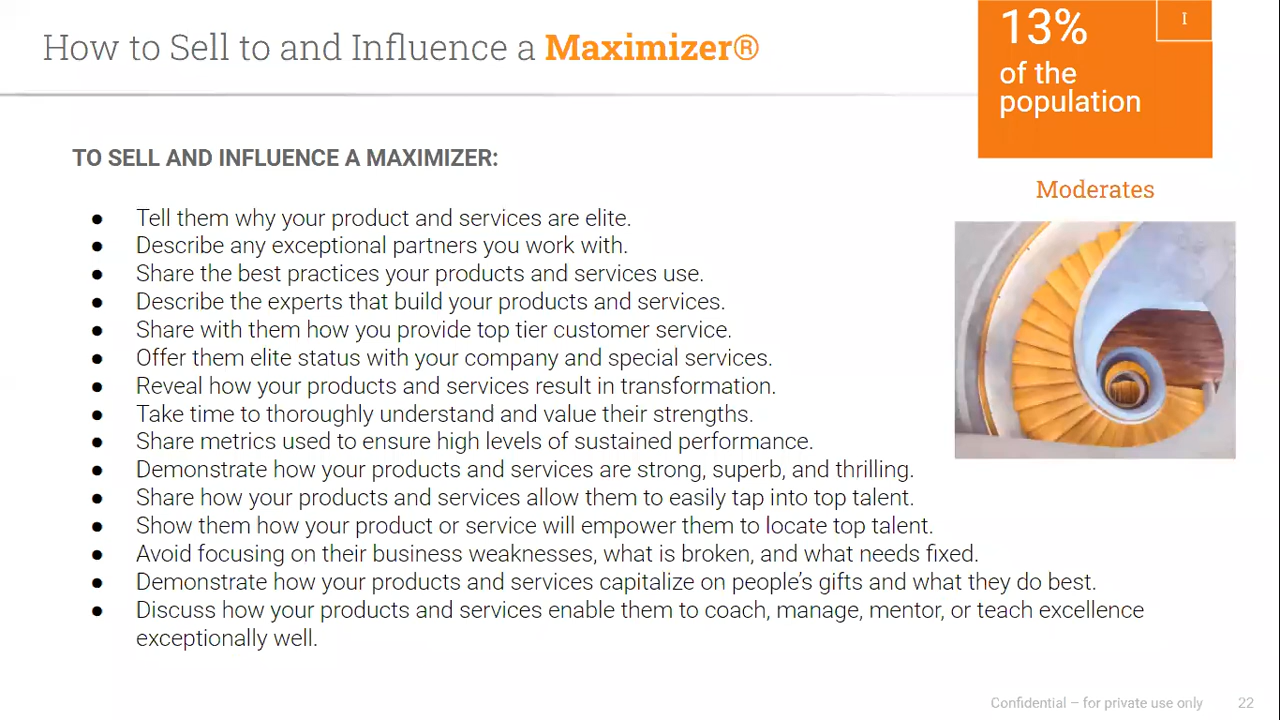 How to Sell to and Influence a Maximizer®
13%
I
of the
population
TO SELL AND INFLUENCE A MAXIMIZER:
Moderates
● Tell them why your product and services are elite.
● Describe any exceptional partners you work with.
● Share the best practices your products and services use.
● Describe the experts that build your products and services.
● Share with them how you provide top tier customer service.
● Offer them elite status with your company and special services.
● Reveal how your products and services result in transformation.
● Take time to thoroughly understand and value their strengths.
● Share metrics used to ensure high levels of sustained performance.
● Demonstrate how your products and services are strong, superb, and thrilling.
● Share how your products and services allow them to easily tap into top talent.
● Show them how your product or service will empower them to locate top talent.
● Avoid focusing on their business weaknesses, what is broken, and what needs fixed.
● Demonstrate how your products and services capitalize on people’s gifts and what they do best.
● Discuss how your products and services enable them to coach, manage, mentor, or teach excellence
exceptionally well.
Confidential – for private use only
22